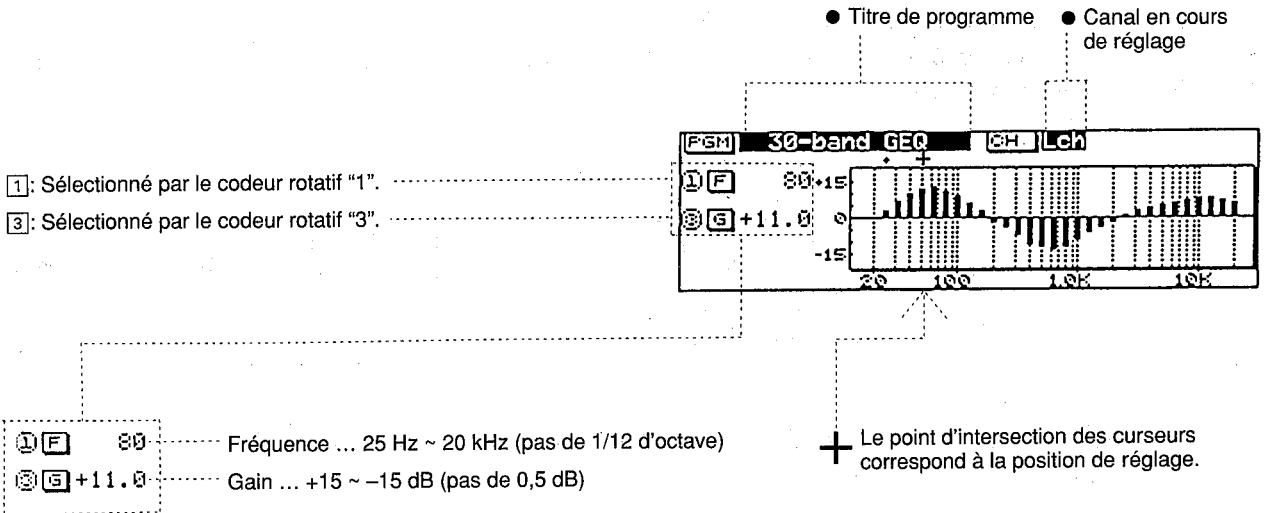 ● Titre de programme ● Canal en cours
de réglage
PGM 30-band GEQ CH. Lch
1: Sélectionné par le codeur rotatif “1”.
① F 80 +15
3: Sélectionné par le codeur rotatif “3”.
③ G +11.0 0
-15
20 100 1.0K 10K
① F 80 Fréquence ... 25 Hz ~ 20 kHz (pas de 1/12 d'octave)
③ G +11.0 Gain ... +15 ~ –15 dB (pas de 0,5 dB)
Le point d'intersection des curseurs
correspond à la position de réglage.